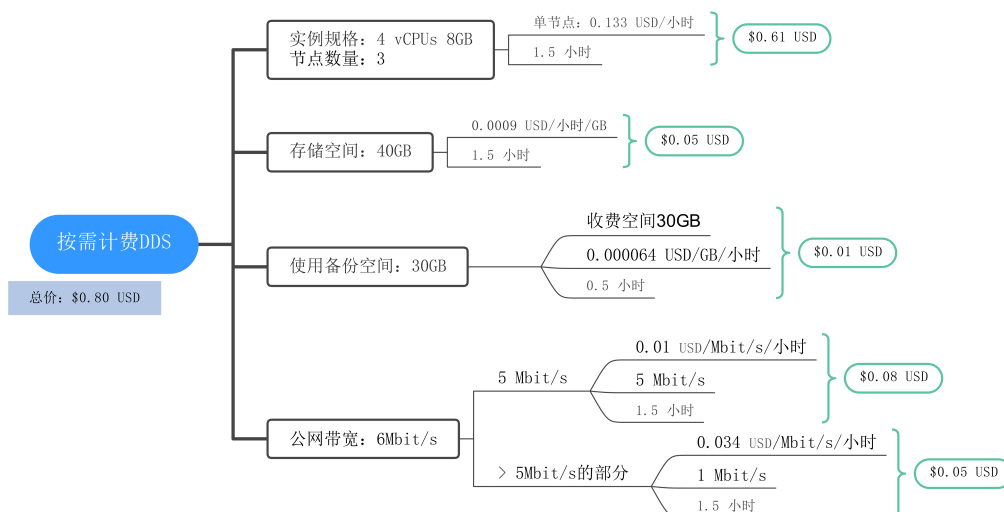 按需计费DDS
总价：$0.80 USD
实例规格：4 vCPUs 8GB
节点数量：3
单节点：0.133 USD/小时
1.5 小时
$0.61 USD
存储空间：40GB
0.0009 USD/小时/GB
1.5 小时
$0.05 USD
使用备份空间：30GB
收费空间30GB
0.000064 USD/GB/小时
0.5 小时
$0.01 USD
公网带宽：6Mbit/s
5 Mbit/s
0.01 USD/Mbit/s/小时
5 Mbit/s
1.5 小时
$0.08 USD
> 5Mbit/s的部分
0.034 USD/Mbit/s/小时
1 Mbit/s
1.5 小时
$0.05 USD